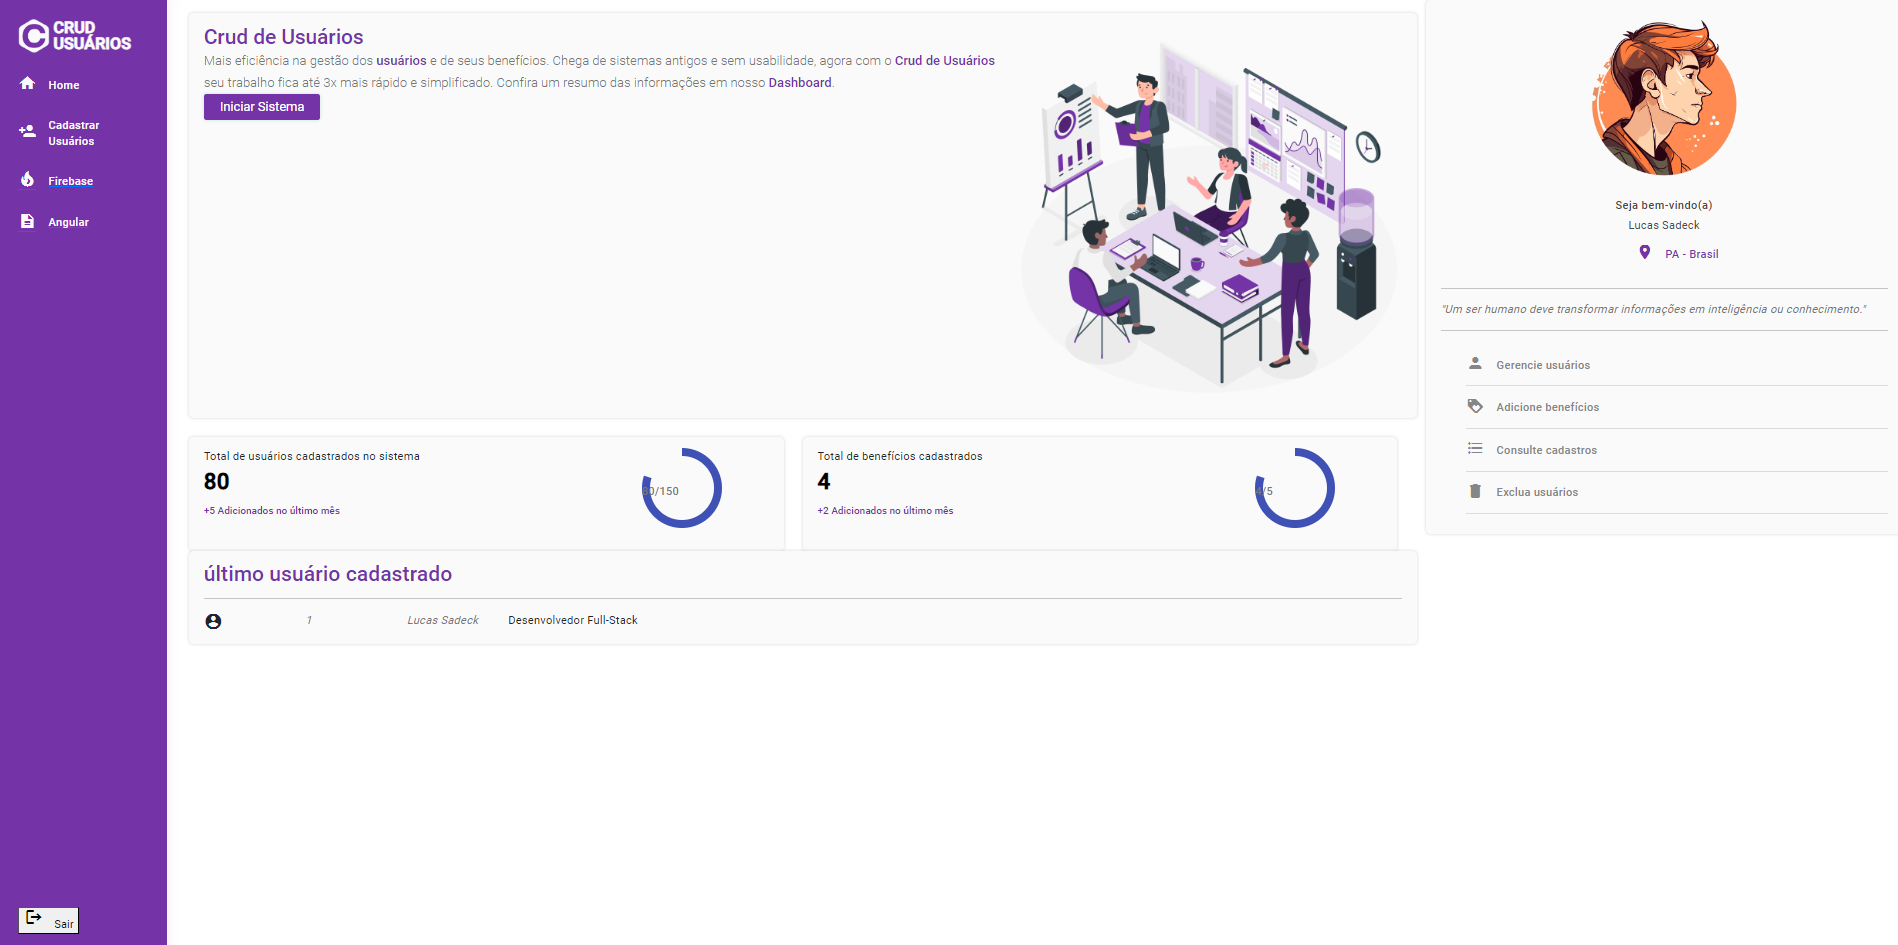 CRUD
USUÁRIOS
Home
Cadastrar
Usuários
Firebase
Angular
Sair
Crud de Usuários
Mais eficiência na gestão dos usuários e de seus benefícios. Chega de sistemas antigos e sem usabilidade, agora com o Crud de Usuários
seu trabalho fica até 3x mais rápido e simplificado. Confira um resumo das informações em nosso Dashboard.
Iniciar Sistema
Total de usuários cadastrados no sistema
80
+5 Adicionados no último mês
80/150
Total de benefícios cadastrados
4
+2 Adicionados no último mês
4/5
último usuário cadastrado
1 Lucas Sadeck Desenvolvedor Full-Stack
Seja bem-vindo(a)
Lucas Sadeck
PA - Brasil
"Um ser humano deve transformar informações em inteligência ou conhecimento."
Gerencie usuários
Adicione benefícios
Consulte cadastros
Exclua usuários